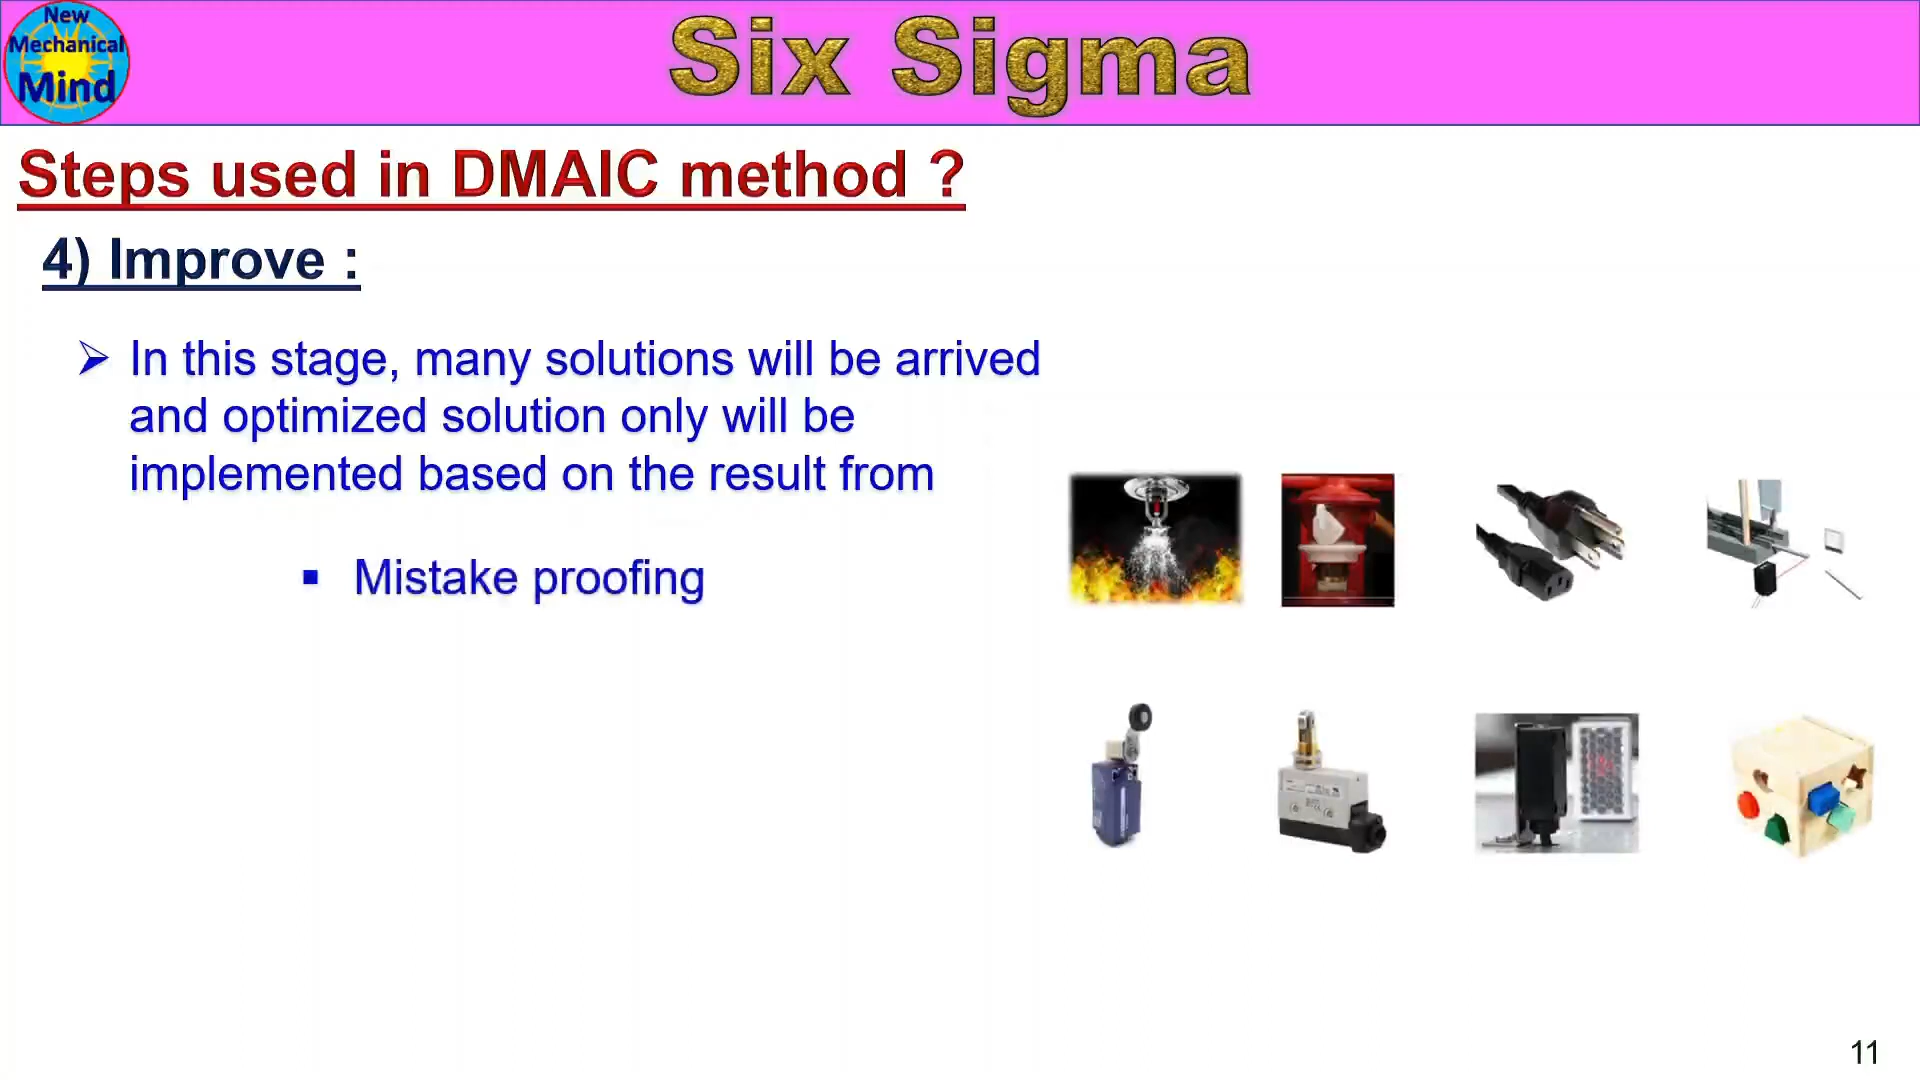 New
Mechanical
Mind
Six Sigma
Steps used in DMAIC method ?
4) Improve :
➢ In this stage, many solutions will be arrived
and optimized solution only will be
implemented based on the result from
▪ Mistake proofing
11